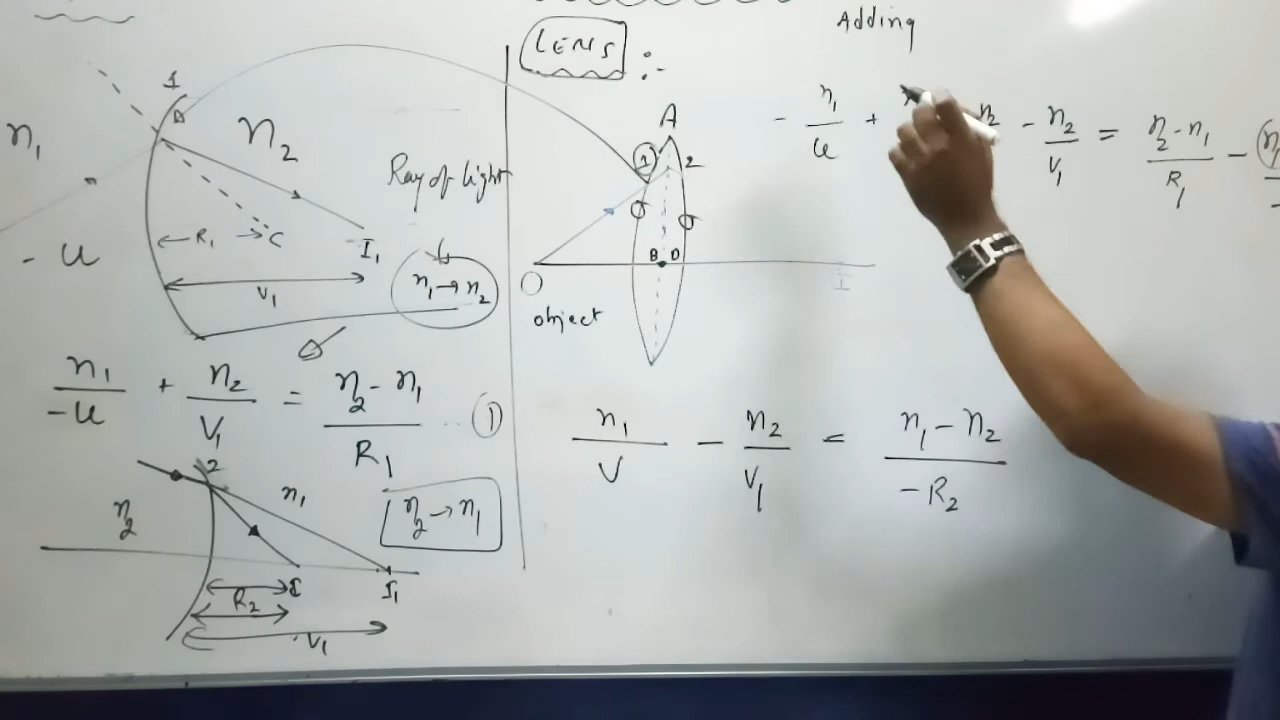 LENS :-
Adding
1
n₁
n₂
Ray of light
- u
R₁
C
I₁
V₁
n₁ → n₂
n₁/-u + n₂/V₁ = n₂ - n₁/R₁ .. ①
2
n₂
n₁
n₂ → n₁
I₁
R₂
V₁
A
① 2
B D
O
I
object
- n₁/u + n₂ - n₂/V₁ = n₂ - n₁/R₁ -
n₁/V - n₂/V₁ = n₁ - n₂/-R₂